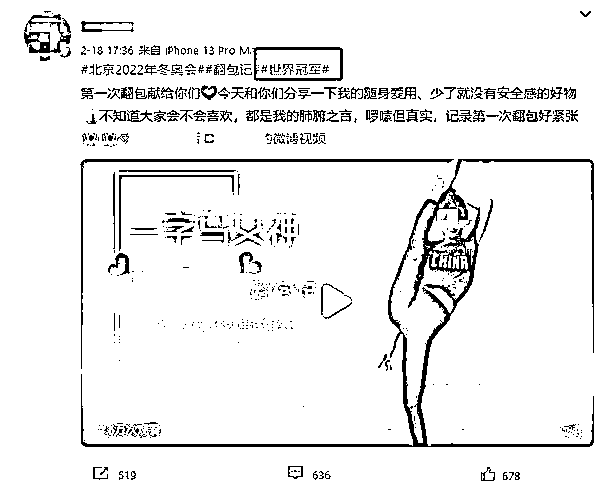 2-18 17:36 来自 iPhone 13 Pro Ma
#北京2022年冬奥会##翻包记##世界冠军#
第一次翻包献给你们❤今天和你们分享一下我的随身爱用、少了就没有安全感的好物
不知道大家会不会喜欢，都是我的肺腑之言，啰嗦但真实，记录第一次翻包好紧张
的微博视频
女神
CHINA
519
636
678